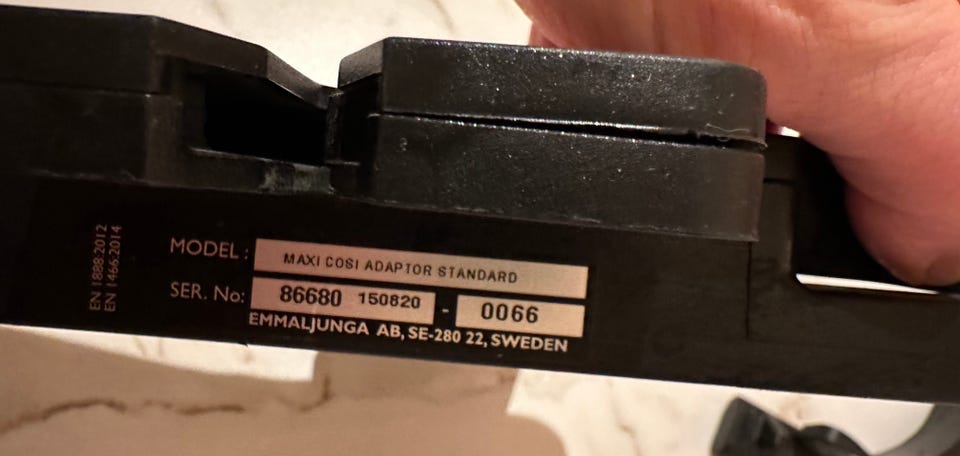 EN 1888:2012
EN 1466:2014
MODEL : MAXI COSI ADAPTOR STANDARD
SER. No: 86680 150820 - 0066
EMMALJUNGA AB, SE-280 22, SWEDEN